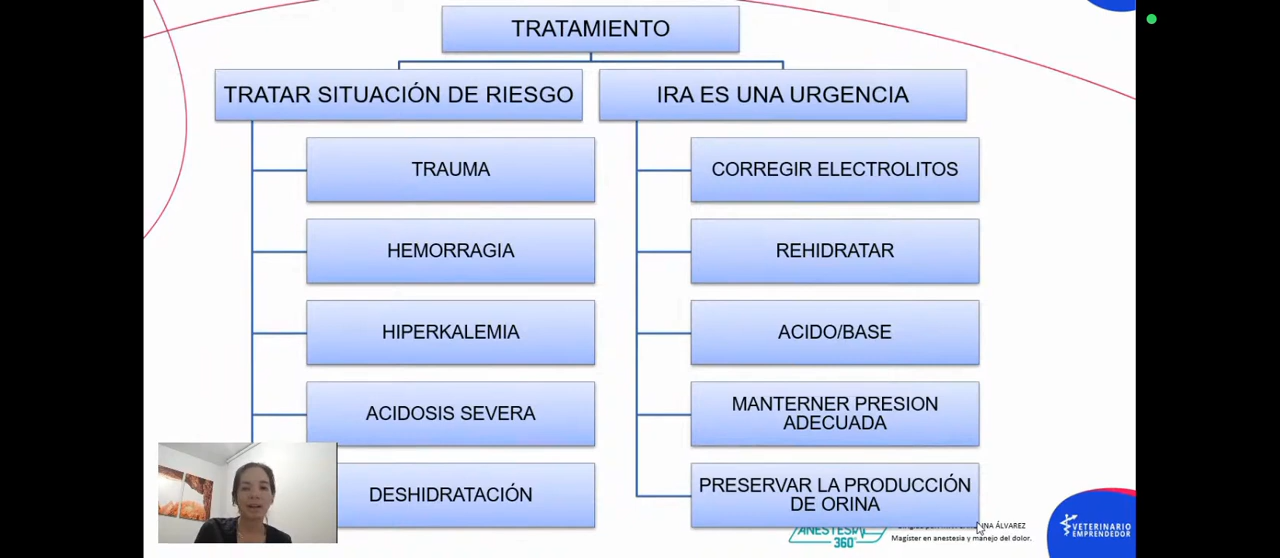 TRATAMIENTO
TRATAR SITUACIÓN DE RIESGO
IRA ES UNA URGENCIA
TRAUMA
HEMORRAGIA
HIPERKALEMIA
ACIDOSIS SEVERA
DESHIDRATACIÓN
CORREGIR ELECTROLITOS
REHIDRATAR
ACIDO/BASE
MANTERNER PRESION
ADECUADA
PRESERVAR LA PRODUCCIÓN
DE ORINA
ANESTESIA
360°
ÁLVAREZ
Magíster en anestesia y manejo del dolor.
VETERINARIO
EMPRENDEDOR